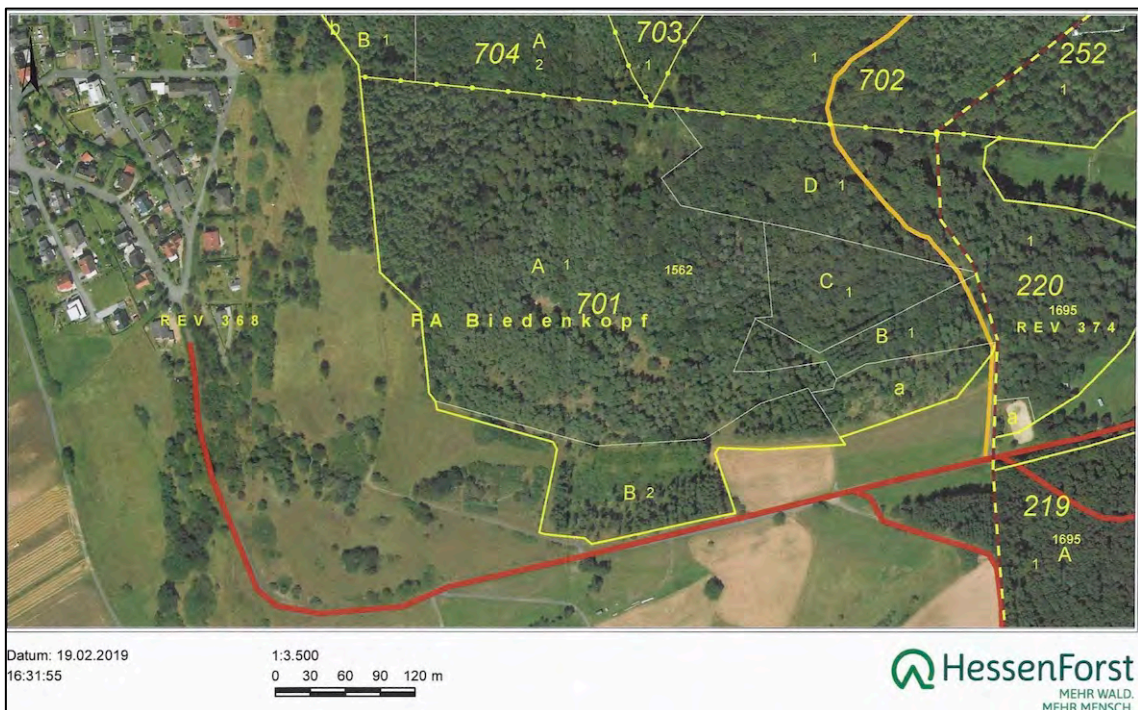 b
B 1
704
A
2
703
1
1
702
252
1
D 1
A 1
1562
701
C 1
1
220
1695
REV 374
REV 368
FA Biedenkopf
B 1
a
a
B 2
219
1695
A
1
Datum: 19.02.2019
16:31:55
1:3.500
0 30 60 90 120 m
HessenForst
MEHR WALD.
MEHR MENSCH.